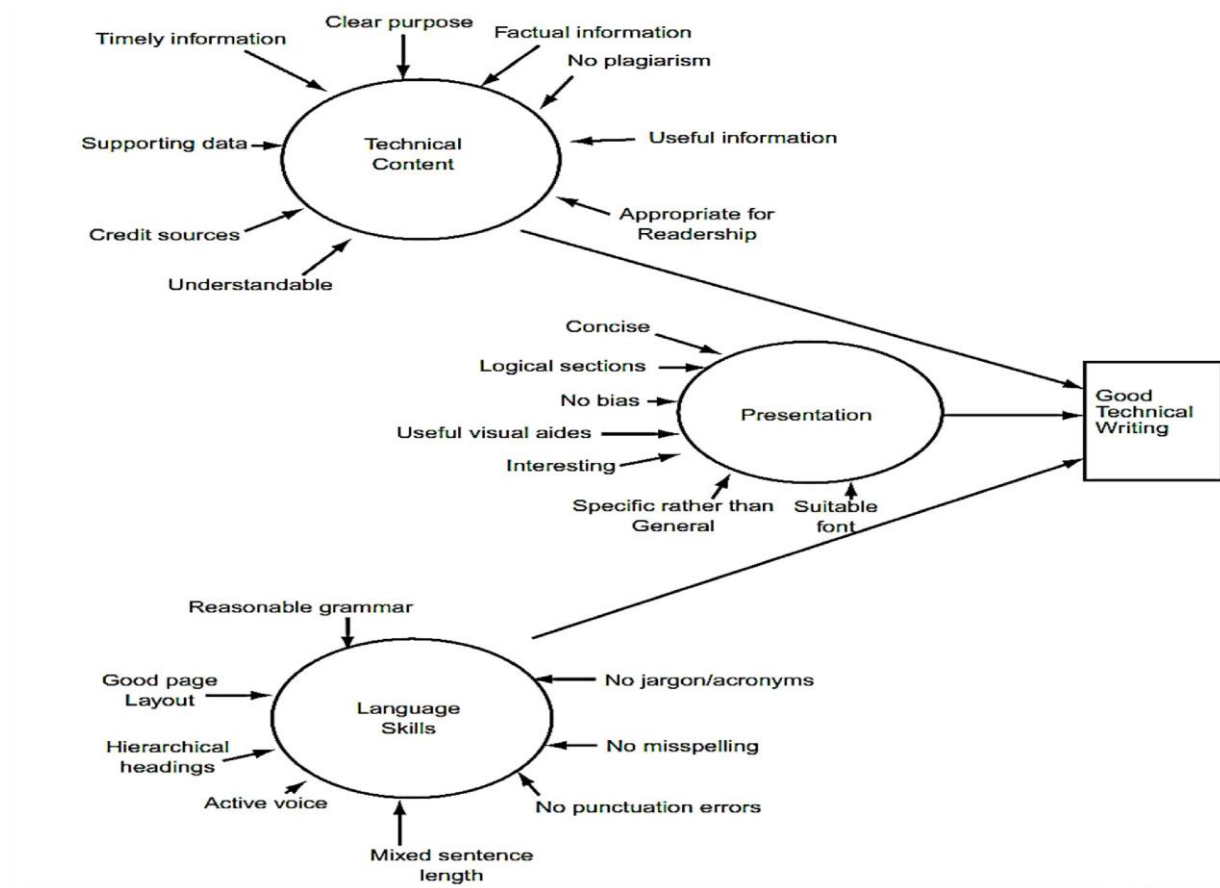 Clear purpose
Timely information
Factual information
No plagiarism
Supporting data
Technical
Content
Useful information
Credit sources
Appropriate for
Readership
Understandable
Concise
Logical sections
No bias
Presentation
Good
Technical
Writing
Useful visual aides
Interesting
Specific rather than
General
Suitable
font
Reasonable grammar
Good page
Layout
No jargon/acronyms
Language
Skills
Hierarchical
headings
No misspelling
Active voice
No punctuation errors
Mixed sentence
length